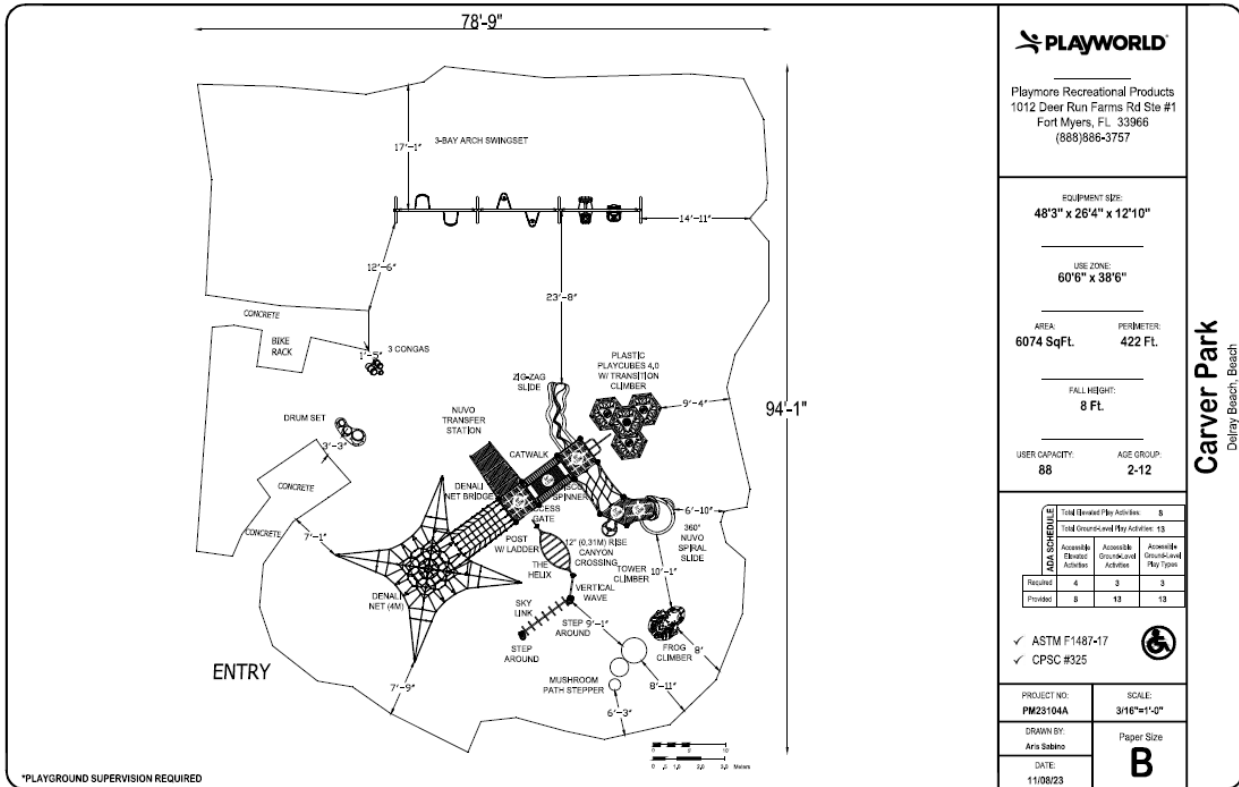 78'-9"
17'-1"
3-BAY ARCH SWINGSET
14'-11"
12'-6"
23'-8"
CONCRETE
BIKE
RACK
1'-5"
3 CONGAS
ZIG-ZAG
SLIDE
PLASTIC
PLAYCUBES 4.0
W/ TRANSITION
CLIMBER
9'-4"
94'-1"
DRUM SET
3'-3"
NUVO
TRANSFER
STATION
CATWALK
DENALI
NET BRIDGE
SPINNER
ACCESS
GATE
CONCRETE
CONCRETE
7'-1"
POST
W/ LADDER
12" (0.31M) RISE
CANYON
CROSSING
6'-10"
360°
NUVO
SPIRAL
SLIDE
THE
HELIX
TOWER
CLIMBER
10'-1"
DENALI
NET (4M)
VERTICAL
WAVE
SKY
LINK
STEP
AROUND
9'-1"
STEP
AROUND
FROG
CLIMBER
8"
ENTRY
7'-9"
MUSHROOM
PATH STEPPER
8'-11"
6'-3"
Meters
*PLAYGROUND SUPERVISION REQUIRED
PLAYWORLD
Playmore Recreational Products
1012 Deer Run Farms Rd Ste #1
Fort Myers, FL 33966
(888)886-3757
EQUIPMENT SIZE:
48'3" x 26'4" x 12'10"
USE ZONE:
60'6" x 38'6"
AREA:
6074 SqFt.
PERIMETER:
422 Ft.
FALL HEIGHT:
8 Ft.
USER CAPACITY:
88
AGE GROUP:
2-12
ADA SCHEDULE
Total Elevated Play Activities: 8
Total Ground-Level Play Activities: 13
Accessible Elevated Activities
Accessible Ground-Level Activities
Accessible Ground-Level Play Types
Required 4 3 3
Provided 8 13 13
✓ ASTM F1487-17
✓ CPSC #325
PROJECT NO:
PM23104A
SCALE:
3/16"=1'-0"
DRAWN BY:
Aris Sabino
Paper Size
B
DATE:
11/08/23
Carver Park
Delray Beach, Beach